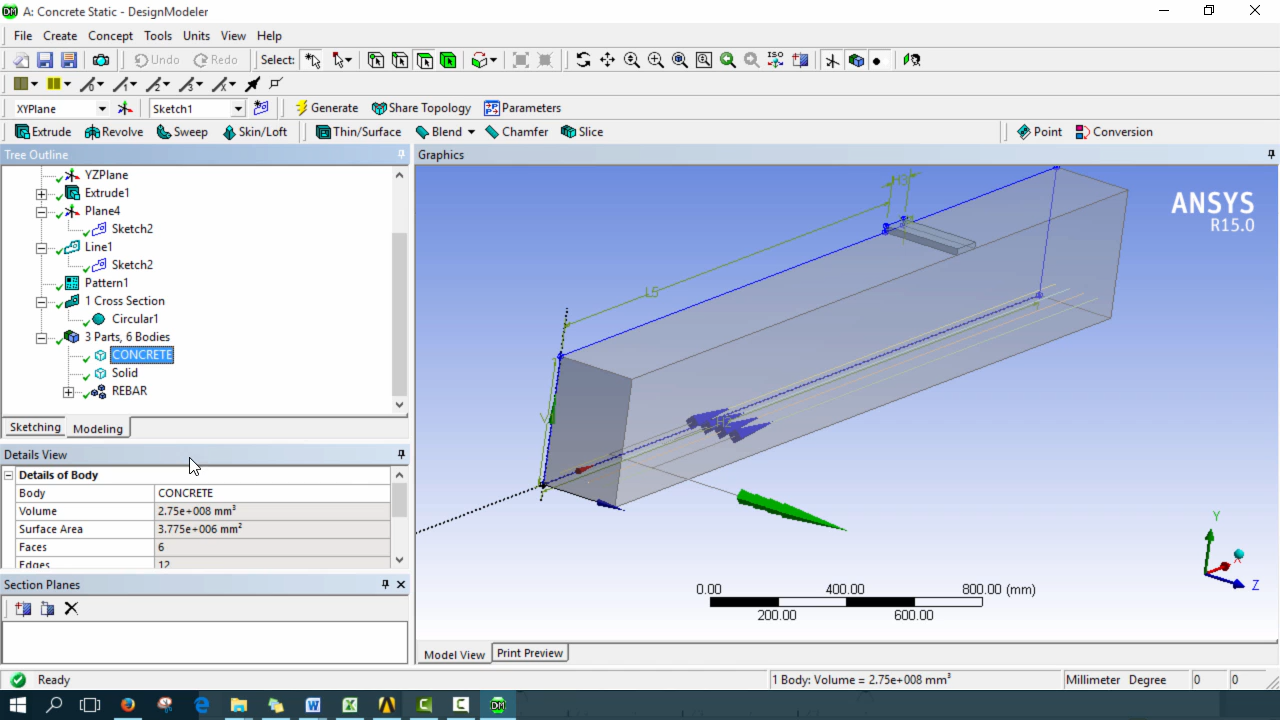 A: Concrete Static - DesignModeler
File Create Concept Tools Units View Help
Undo Redo Select: ISO
XYPlane Sketch1 Generate Share Topology Parameters
Extrude Revolve Sweep Skin/Loft Thin/Surface Blend Chamfer Slice Point Conversion
Tree Outline
YZPlane
Extrude1
Plane4
Sketch2
Line1
Sketch2
Pattern1
1 Cross Section
Circular1
3 Parts, 6 Bodies
CONCRETE
Solid
REBAR
Sketching Modeling
Details View
Details of Body
Body CONCRETE
Volume 2.75e+008 mm³
Surface Area 3.775e+006 mm²
Faces 6
Edges 12
Section Planes
Graphics
ANSYS
R15.0
H3
L5
V
H2
0.00 400.00 800.00 (mm)
200.00 600.00
Y
X
Z
Model View Print Preview
Ready 1 Body: Volume = 2.75e+008 mm³ Millimeter Degree 0 0